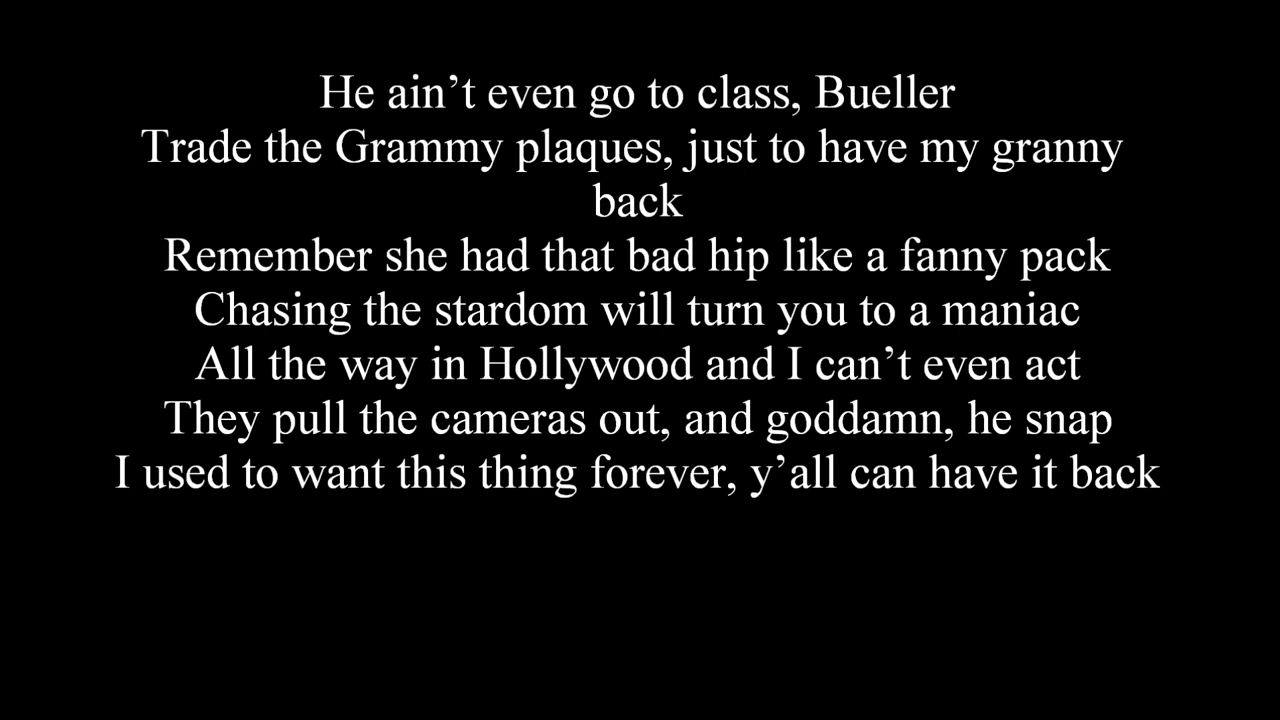 He ain’t even go to class, Bueller
Trade the Grammy plaques, just to have my granny
back
Remember she had that bad hip like a fanny pack
Chasing the stardom will turn you to a maniac
All the way in Hollywood and I can’t even act
They pull the cameras out, and goddamn, he snap
I used to want this thing forever, y’all can have it back